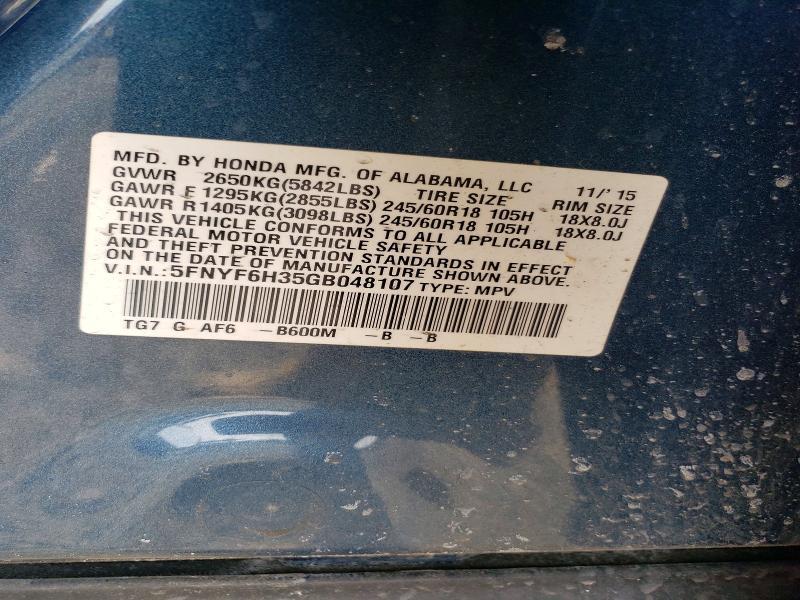 MFD. BY HONDA MFG. OF ALABAMA, LLC 11/'15
GVWR 2650KG(5842LBS) TIRE SIZE RIM SIZE
GAWR F 1295KG(2855LBS) 245/60R18 105H 18X8.0J
GAWR R1405KG(3098LBS) 245/60R18 105H 18X8.0J
THIS VEHICLE CONFORMS TO ALL APPLICABLE
FEDERAL MOTOR VEHICLE SAFETY
AND THEFT PREVENTION STANDARDS IN EFFECT
ON THE DATE OF MANUFACTURE SHOWN ABOVE.
V.I.N.:5FNYF6H35GB048107 TYPE: MPV
TG7 G AF6 -B600M -B -B